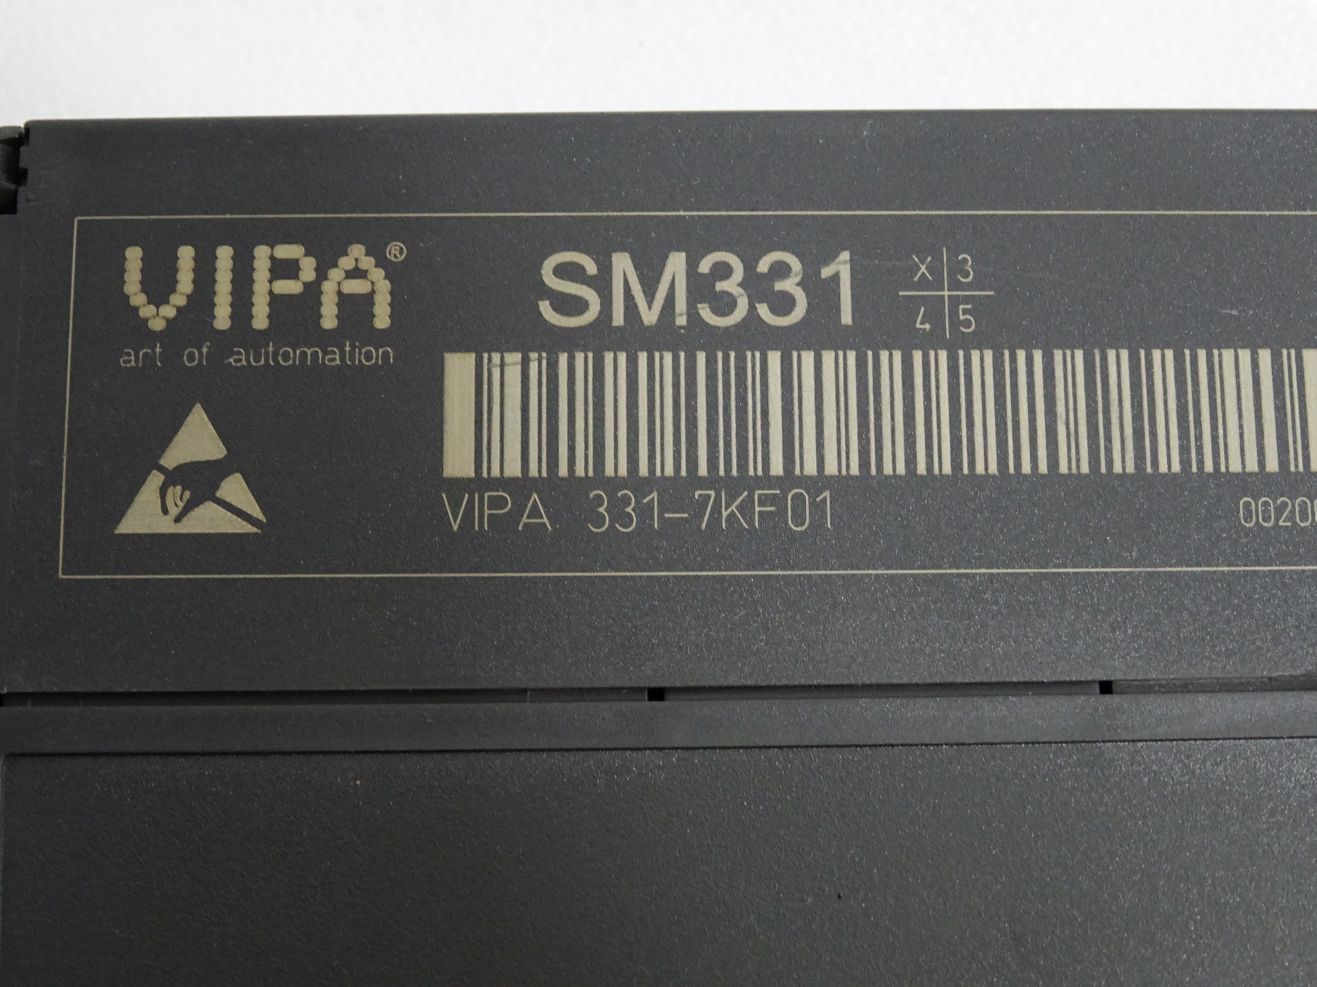 VIPA®
art of automation
SM331
X 3
4 5
VIPA 331-7KF01
0020